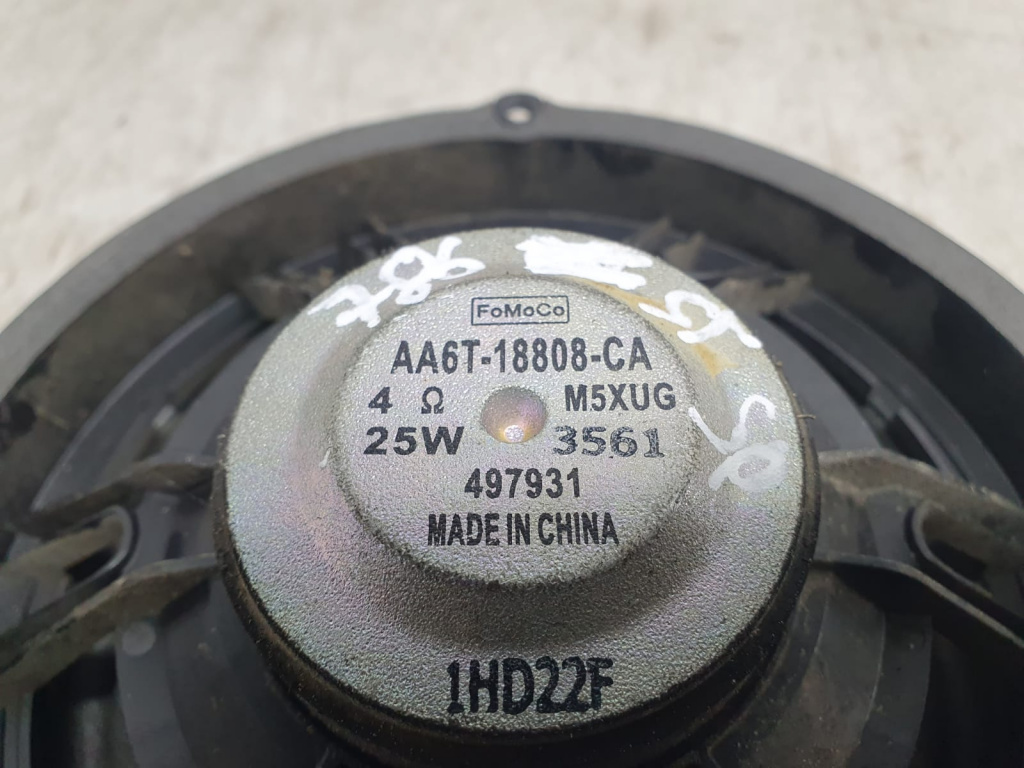 FoMoCo
AA6T-18808-CA
4 Ω M5XUG
25W 3561
497931
MADE IN CHINA
1HD22F